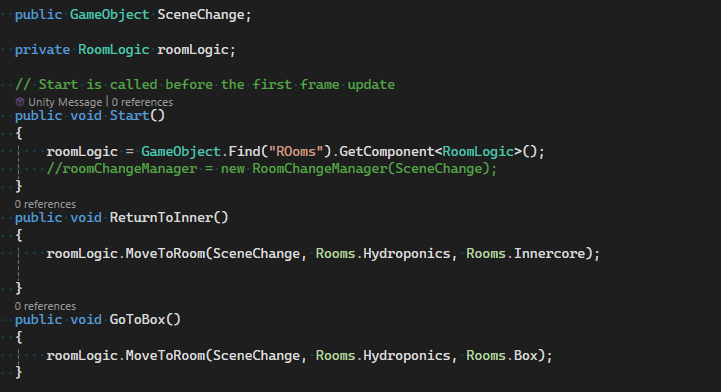 public GameObject SceneChange;
private RoomLogic roomLogic;
// Start is called before the first frame update
Unity Message | 0 references
public void Start()
{
roomLogic = GameObject.Find("ROoms").GetComponent<RoomLogic>();
//roomChangeManager = new RoomChangeManager(SceneChange);
}
0 references
public void ReturnToInner()
{
roomLogic.MoveToRoom(SceneChange, Rooms.Hydroponics, Rooms.Innercore);
}
0 references
public void GoToBox()
{
roomLogic.MoveToRoom(SceneChange, Rooms.Hydroponics, Rooms.Box);
}